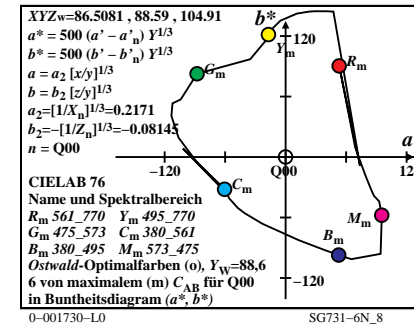 XYZw=86.5081, 88.59, 104.91
a* = 500 (a' – a'n) Y1/3
b* = 500 (b' - b'n) Y1/3
a = a2 [x/y]1/3
b = b2 [z/y]1/3
a2=[1/Xn]1/3=0.2171
b2=–[1/Zn]1/3=–0.08145
n = Q00
CIELAB 76
Name und Spektralbereich
Rm 561_770 Ym 495_770
Gm 475_573 Cm 380_561
Bm 380_495 Mm 573_475
Ostwald-Optimalfarben (o), YW=88,6
6 von maximalem (m) CAB für Q00
in Buntheitsdiagram (a*, b*)
b*
120
Ym
Gm
Rm
a
–120
Q00
12
Cm
Mm
Bm
–120
0–001730–L0
SG731–6N_8